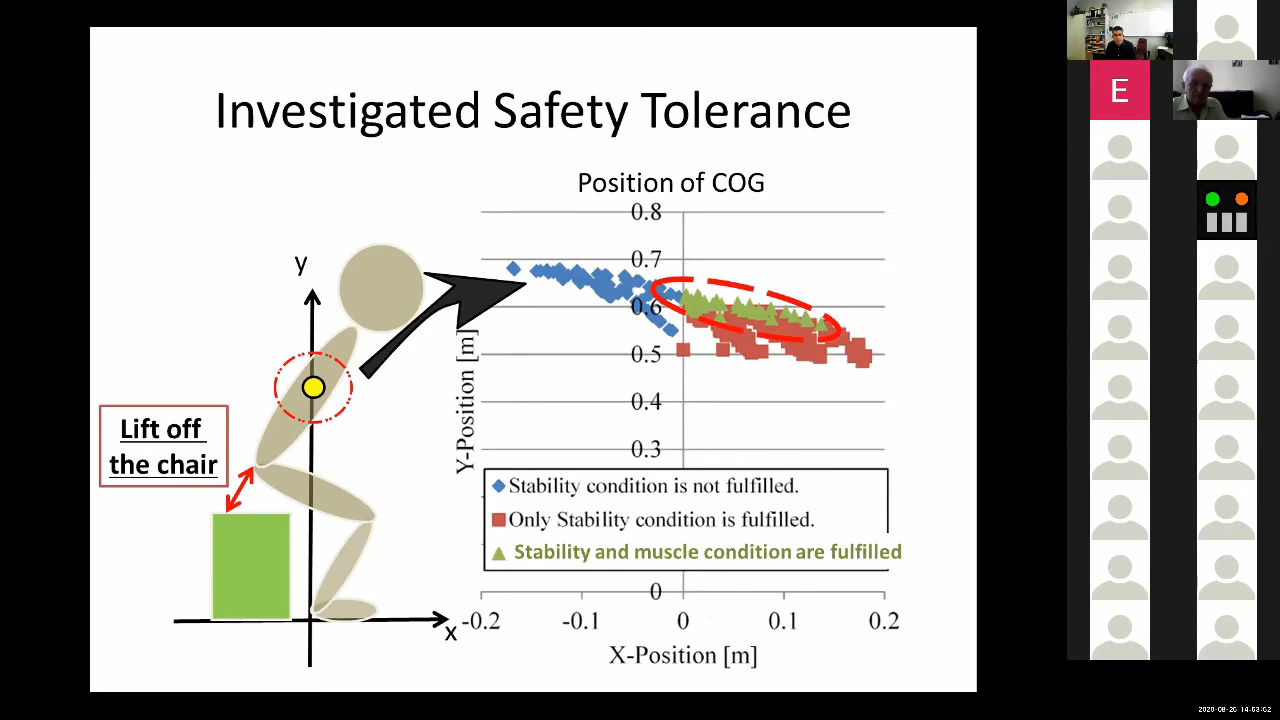 Investigated Safety Tolerance
Position of COG
0.8
0.7
0.6
0.5
0.4
0.3
0
Y-Position [m]
-0.2 -0.1 0 0.1 0.2
X-Position [m]
Stability condition is not fulfilled.
Only Stability condition is fulfilled.
Stability and muscle condition are fulfilled
y
x
Lift off
the chair
E
2020-08-26 14:03:02